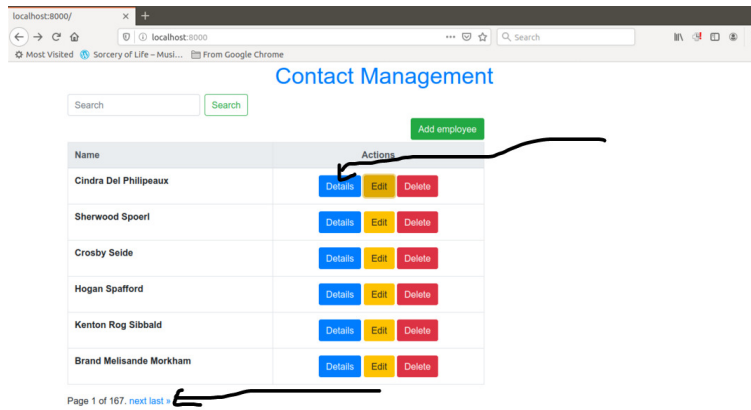 localhost:8000/
localhost:8000
Search
Most Visited Sorcery of Life – Musi... From Google Chrome
Contact Management
Search Search
Add employee
Name Actions
Cindra Del Philipeaux Details Edit Delete
Sherwood Spoerl Details Edit Delete
Crosby Seide Details Edit Delete
Hogan Spafford Details Edit Delete
Kenton Rog Sibbald Details Edit Delete
Brand Melisande Morkham Details Edit Delete
Page 1 of 167. next last »